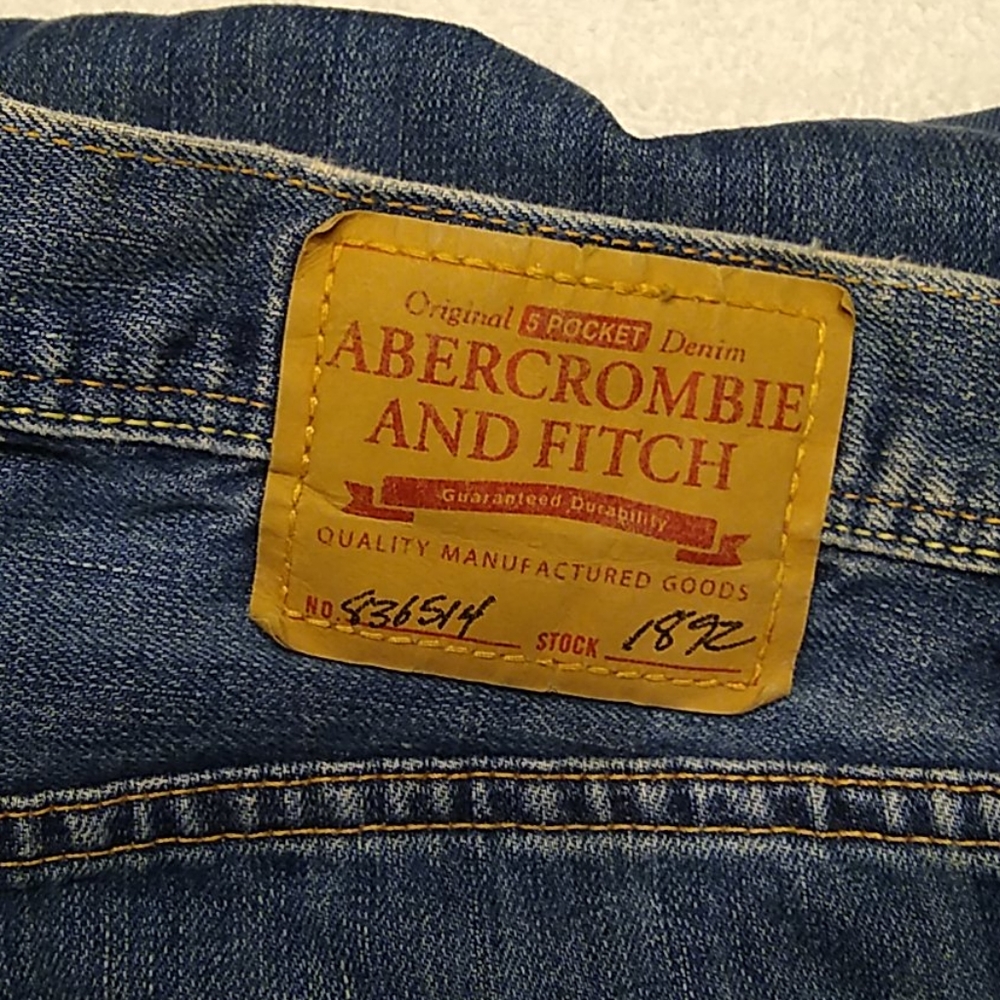 Original 5 POCKET Denim
ABERCROMBIE
AND FITCH
Guaranteed Durability
QUALITY MANUFACTURED GOODS
NO. 836514 STOCK 1892